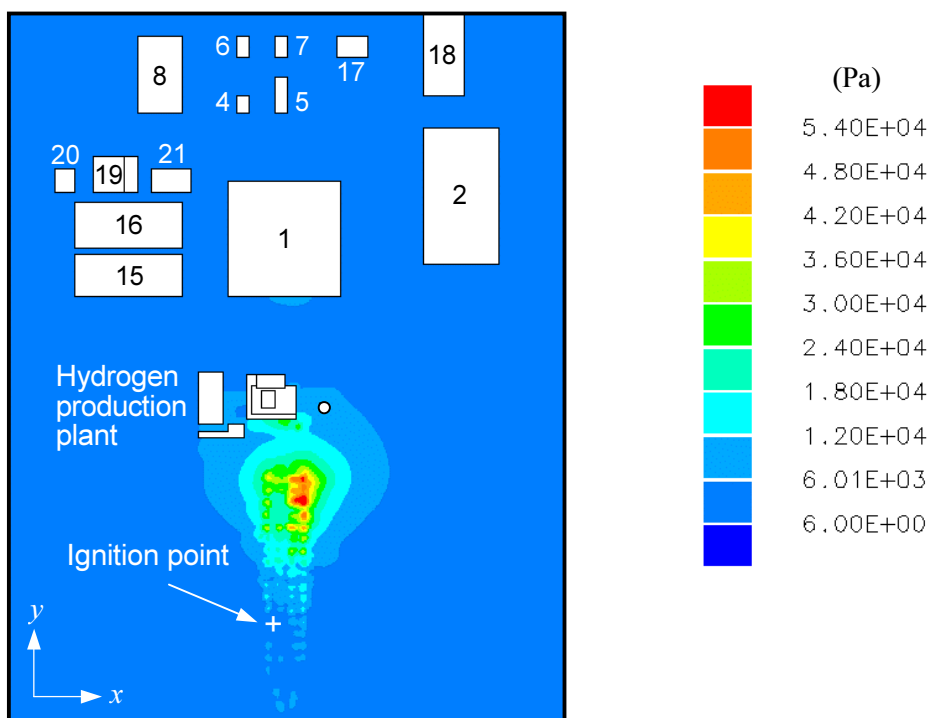 6
7
17
18
8
4
5
20
19
21
16
15
1
2
Hydrogen
production
plant
Ignition point
y
x
(Pa)
5.40E+04
4.80E+04
4.20E+04
3.60E+04
3.00E+04
2.40E+04
1.80E+04
1.20E+04
6.01E+03
6.00E+00